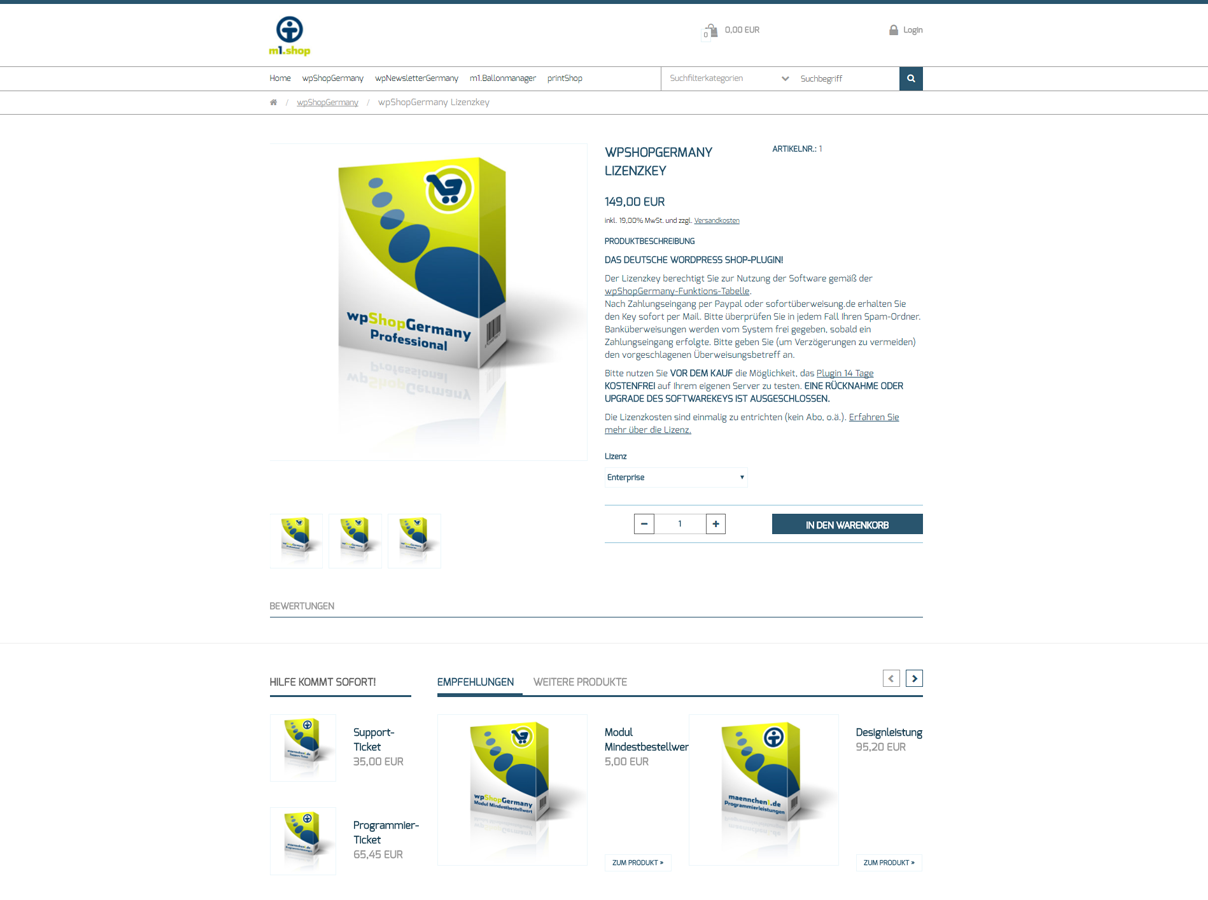 m1.shop
0
0,00 EUR
Login
Home wpShopGermany wpNewsletterGermany m1.Ballonmanager printShop
Suchfilterkategorien
Suchbegriff
/ wpShopGermany / wpShopGermany Lizenzkey
wpShopGermany
Professional
WPSHOPGERMANY
LIZENZKEY
ARTIKELNR.: 1
149,00 EUR
inkl. 19,00% MwSt. und zzgl. Versandkosten
PRODUKTBESCHREIBUNG
DAS DEUTSCHE WORDPRESS SHOP-PLUGIN!
Der Lizenzkey berechtigt Sie zur Nutzung der Software gemäß der
wpShopGermany-Funktions-Tabelle.
Nach Zahlungseingang per Paypal oder sofortüberweisung.de erhalten Sie
den Key sofort per Mail. Bitte überprüfen Sie in jedem Fall Ihren Spam-Ordner.
Banküberweisungen werden vom System frei gegeben, sobald ein
Zahlungseingang erfolgte. Bitte geben Sie (um Verzögerungen zu vermeiden)
den vorgeschlagenen Überweisungsbetreff an.
Bitte nutzen Sie VOR DEM KAUF die Möglichkeit, das Plugin 14 Tage
KOSTENFREI auf Ihrem eigenen Server zu testen. EINE RÜCKNAHME ODER
UPGRADE DES SOFTWAREKEYS IST AUSGESCHLOSSEN.
Die Lizenzkosten sind einmalig zu entrichten (kein Abo, o.ä.). Erfahren Sie
mehr über die Lizenz.
Lizenz
Enterprise
1
IN DEN WARENKORB
BEWERTUNGEN
HILFE KOMMT SOFORT!
EMPFEHLUNGEN WEITERE PRODUKTE
Support-
Ticket
35,00 EUR
Programmier-
Ticket
65,45 EUR
wpShopGermany
Modul Mindestbestellwert
Modul
Mindestbestellwer
5,00 EUR
ZUM PRODUKT »
maennchen1.de
Programmierleistungen
Designleistung
95,20 EUR
ZUM PRODUKT »